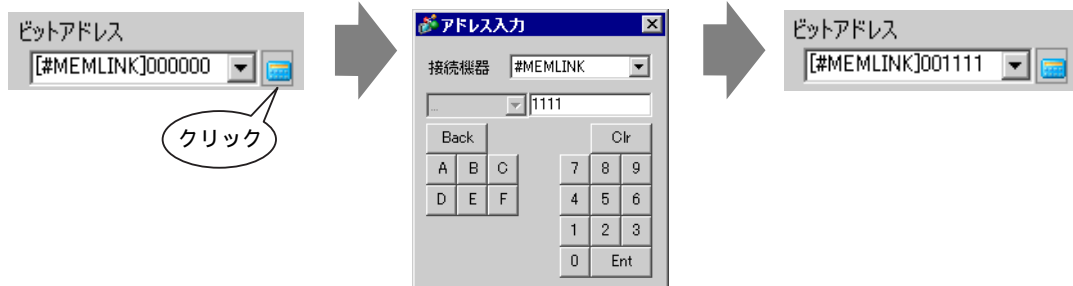 ビットアドレス
[#MEMLINK]000000
クリック
アドレス入力
接続機器 #MEMLINK
... 1111
Back Clr
A B C 7 8 9
D E F 4 5 6
1 2 3
0 Ent
ビットアドレス
[#MEMLINK]001111